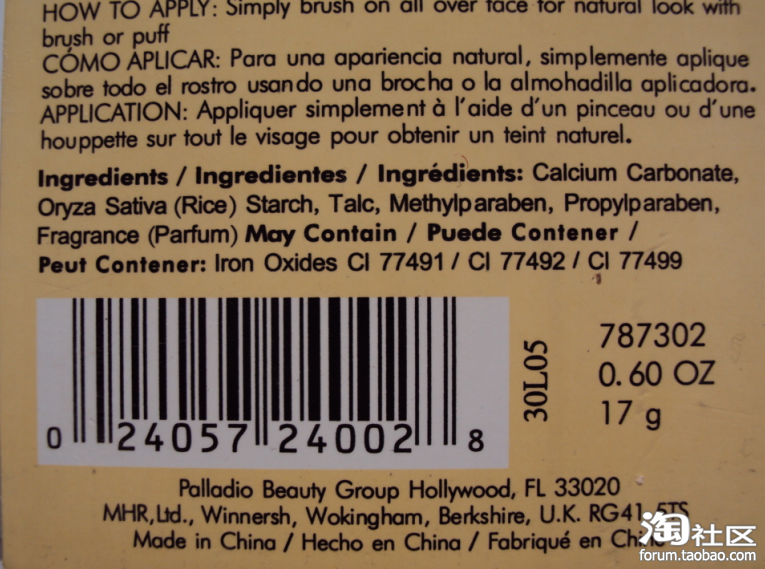 HOW TO APPLY: Simply brush on all over face for natural look with
brush or puff
CÓMO APLICAR: Para una apariencia natural, simplemente aplique
sobre todo el rostro usando una brocha o la almohadilla aplicadora.
APPLICATION: Appliquer simplement à l'aide d'un pinceau ou d'une
houppette sur tout le visage pour obtenir un teint naturel.
Ingredients / Ingredientes / Ingrédients: Calcium Carbonate,
Oryza Sativa (Rice) Starch, Talc, Methylparaben, Propylparaben,
Fragrance (Parfum) May Contain / Puede Contener /
Peut Contener: Iron Oxides CI 77491 / CI 77492 / CI 77499
30L05
787302
0.60 OZ
17 g
0 24057 24002 8
Palladio Beauty Group Hollywood, FL 33020
MHR,Ltd., Winnersh, Wokingham, Berkshire, U.K. RG41 5TS
Made in China / Hecho en China / Fabriqué en Chine
淘社区
forum.taobao.com